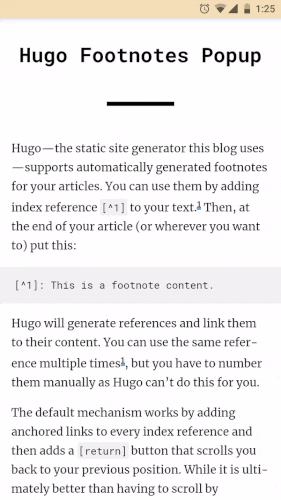 1:25
Hugo Footnotes Popup
Hugo—the static site generator this blog uses
—supports automatically generated footnotes
for your articles. You can use them by adding
index reference [^1] to your text.1 Then, at
the end of your article (or wherever you want
to) put this:
[^1]: This is a footnote content.
Hugo will generate references and link them
to their content. You can use the same refer-
ence multiple times1, but you have to number
them manually as Hugo can't do this for you.
The default mechanism works by adding
anchored links to every index reference and
then adds a [return] button that scrolls you
back to your previous position. While it is ulti-
mately better than having to scroll by